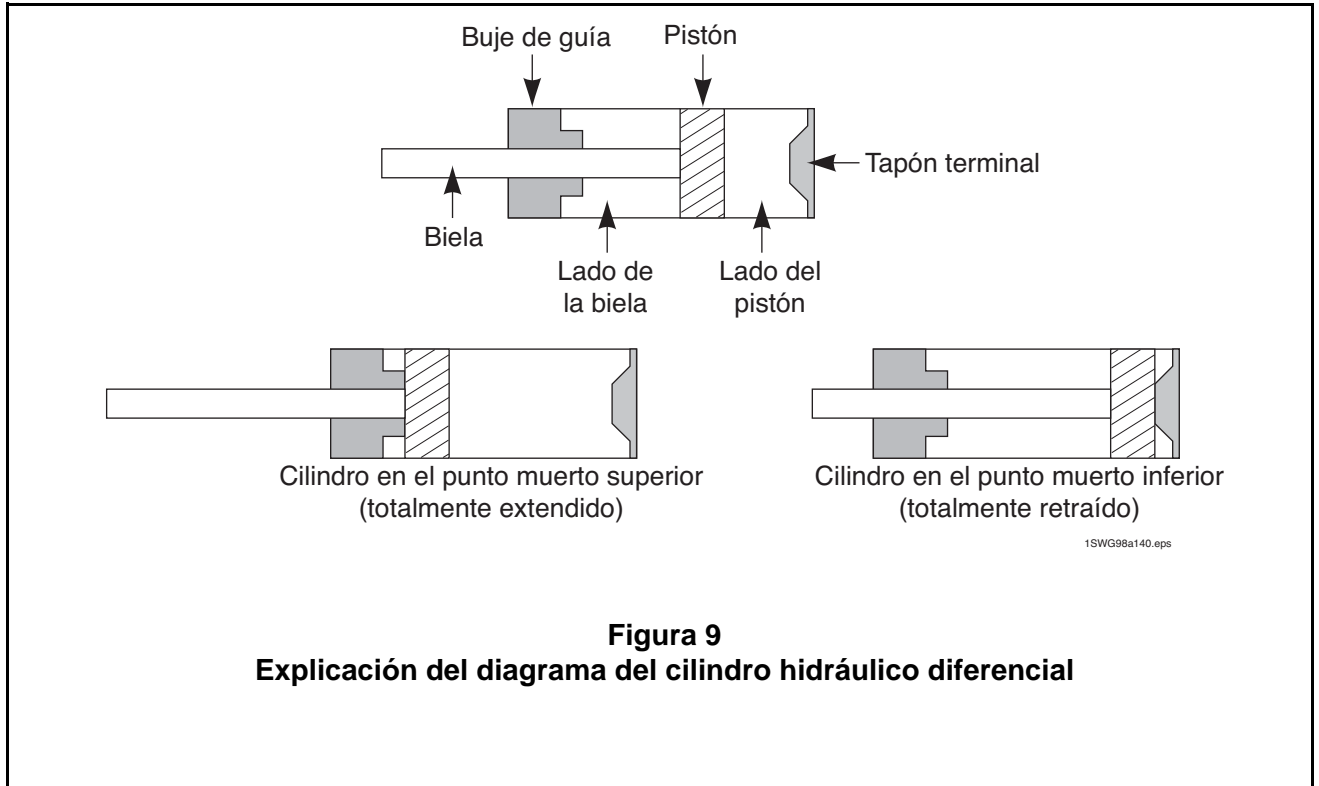 Buje de guía
Pistón
Tapón terminal
Biela
Lado de
la biela
Lado del
pistón
Cilindro en el punto muerto superior
(totalmente extendido)
Cilindro en el punto muerto inferior
(totalmente retraído)
1SWG98a140.eps
Figura 9
Explicación del diagrama del cilindro hidráulico diferencial